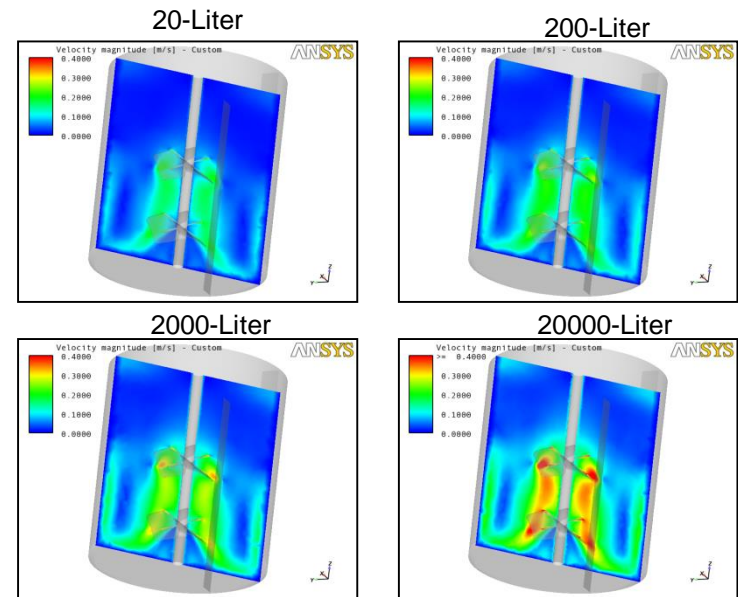 20-Liter
Velocity magnitude [m/s] - Custom
ANSYS
0.4000
0.3000
0.2000
0.1000
0.0000
z
x
y
200-Liter
Velocity magnitude [m/s] - Custom
ANSYS
0.4000
0.3000
0.2000
0.1000
0.0000
z
x
y
2000-Liter
Velocity magnitude [m/s] - Custom
ANSYS
0.4000
0.3000
0.2000
0.1000
0.0000
z
x
y
20000-Liter
Velocity magnitude [m/s] - Custom
ANSYS
>= 0.4000
0.3000
0.2000
0.1000
0.0000
z
x
y